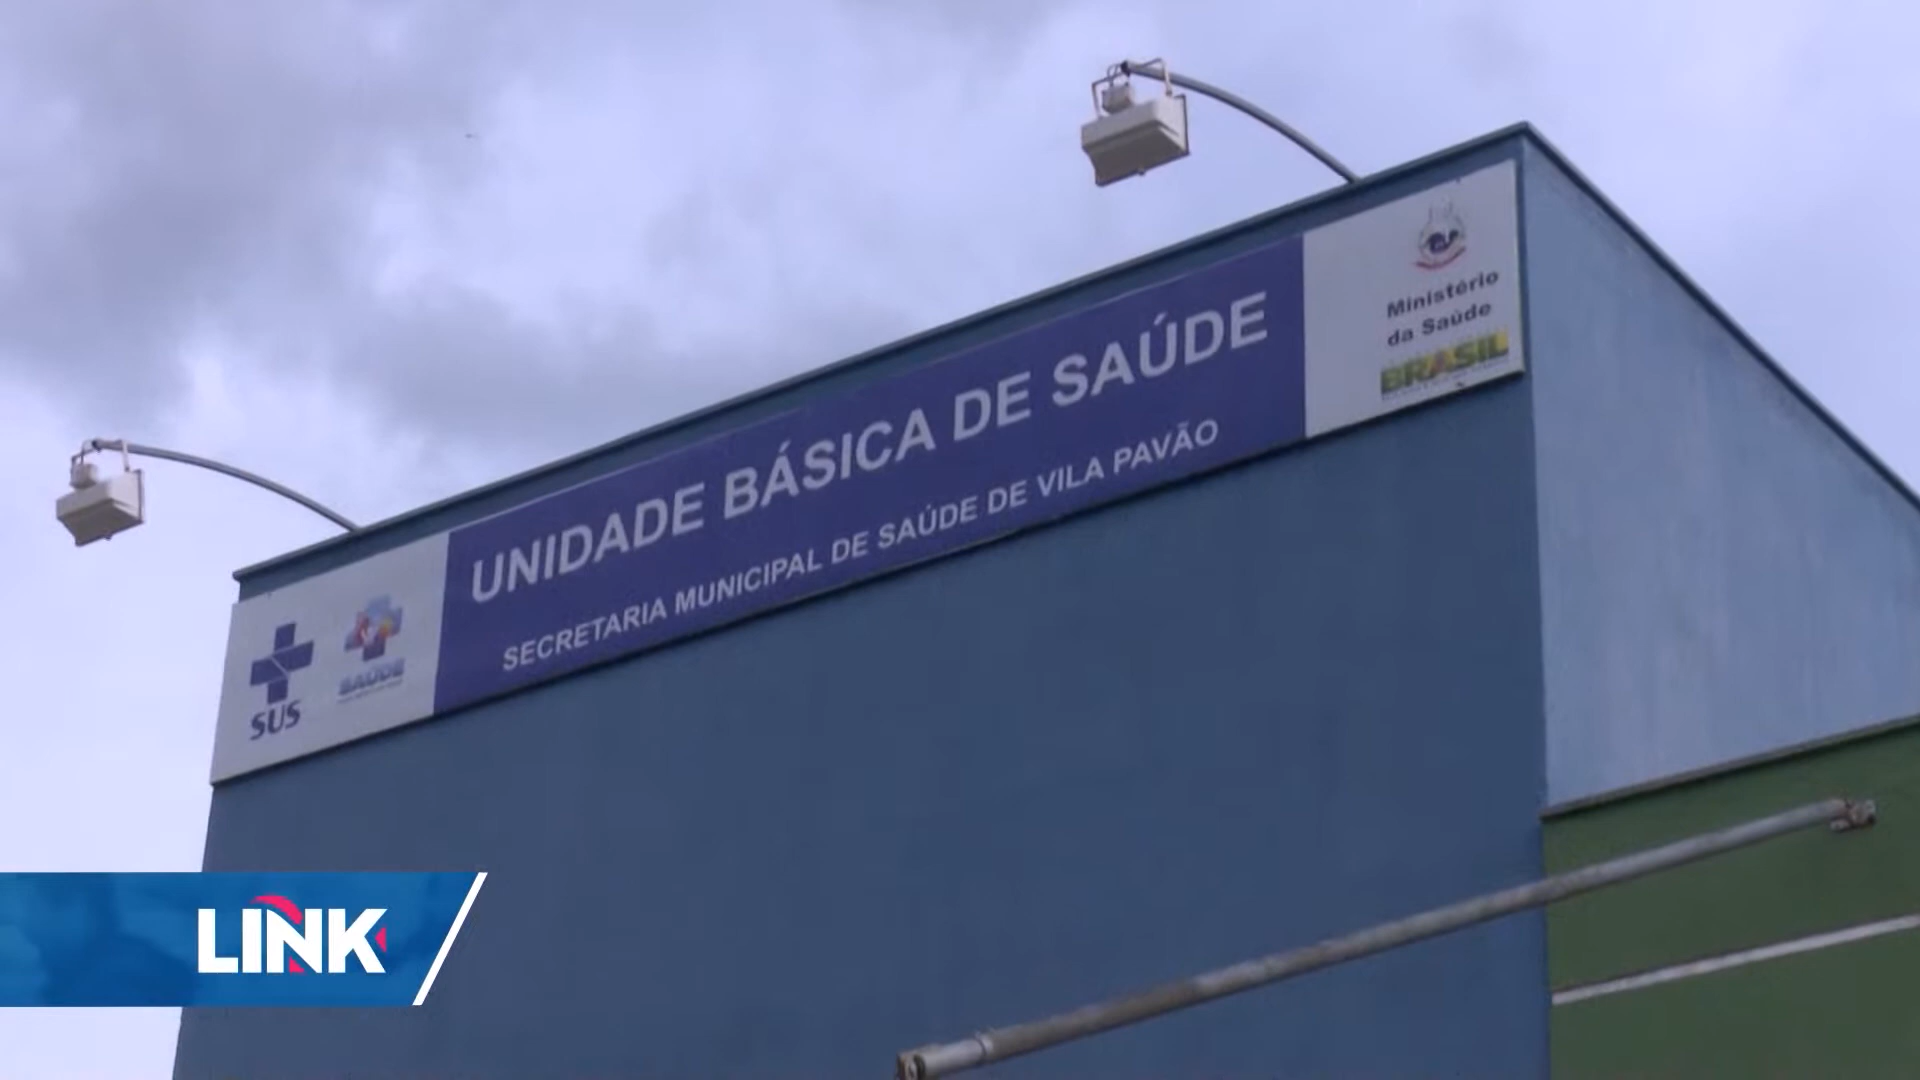 UNIDADE BÁSICA DE SAÚDE
SECRETARIA MUNICIPAL DE SAÚDE DE VILA PAVÃO
SUS
SAÚDE
Ministério
da Saúde
BRASIL
LINK